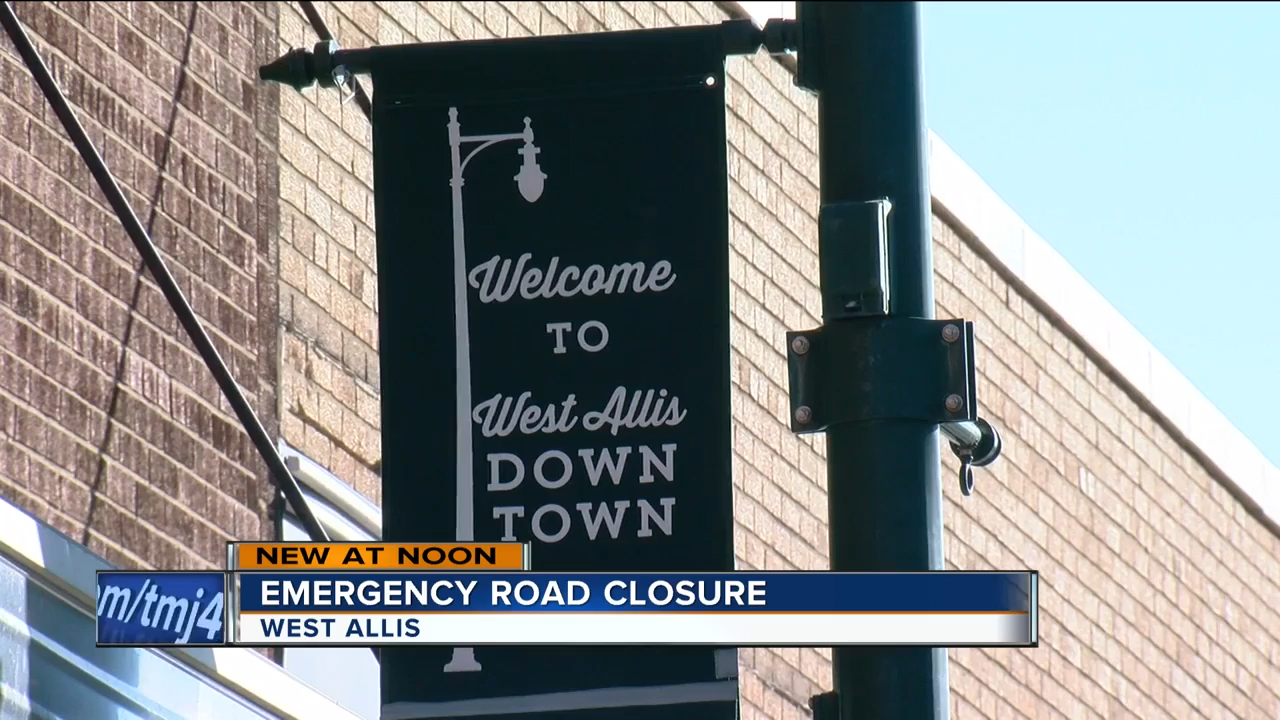 Welcome
TO
West Allis
DOWN
TOWN
NEW AT NOON
m/tmj4
EMERGENCY ROAD CLOSURE
WEST ALLIS